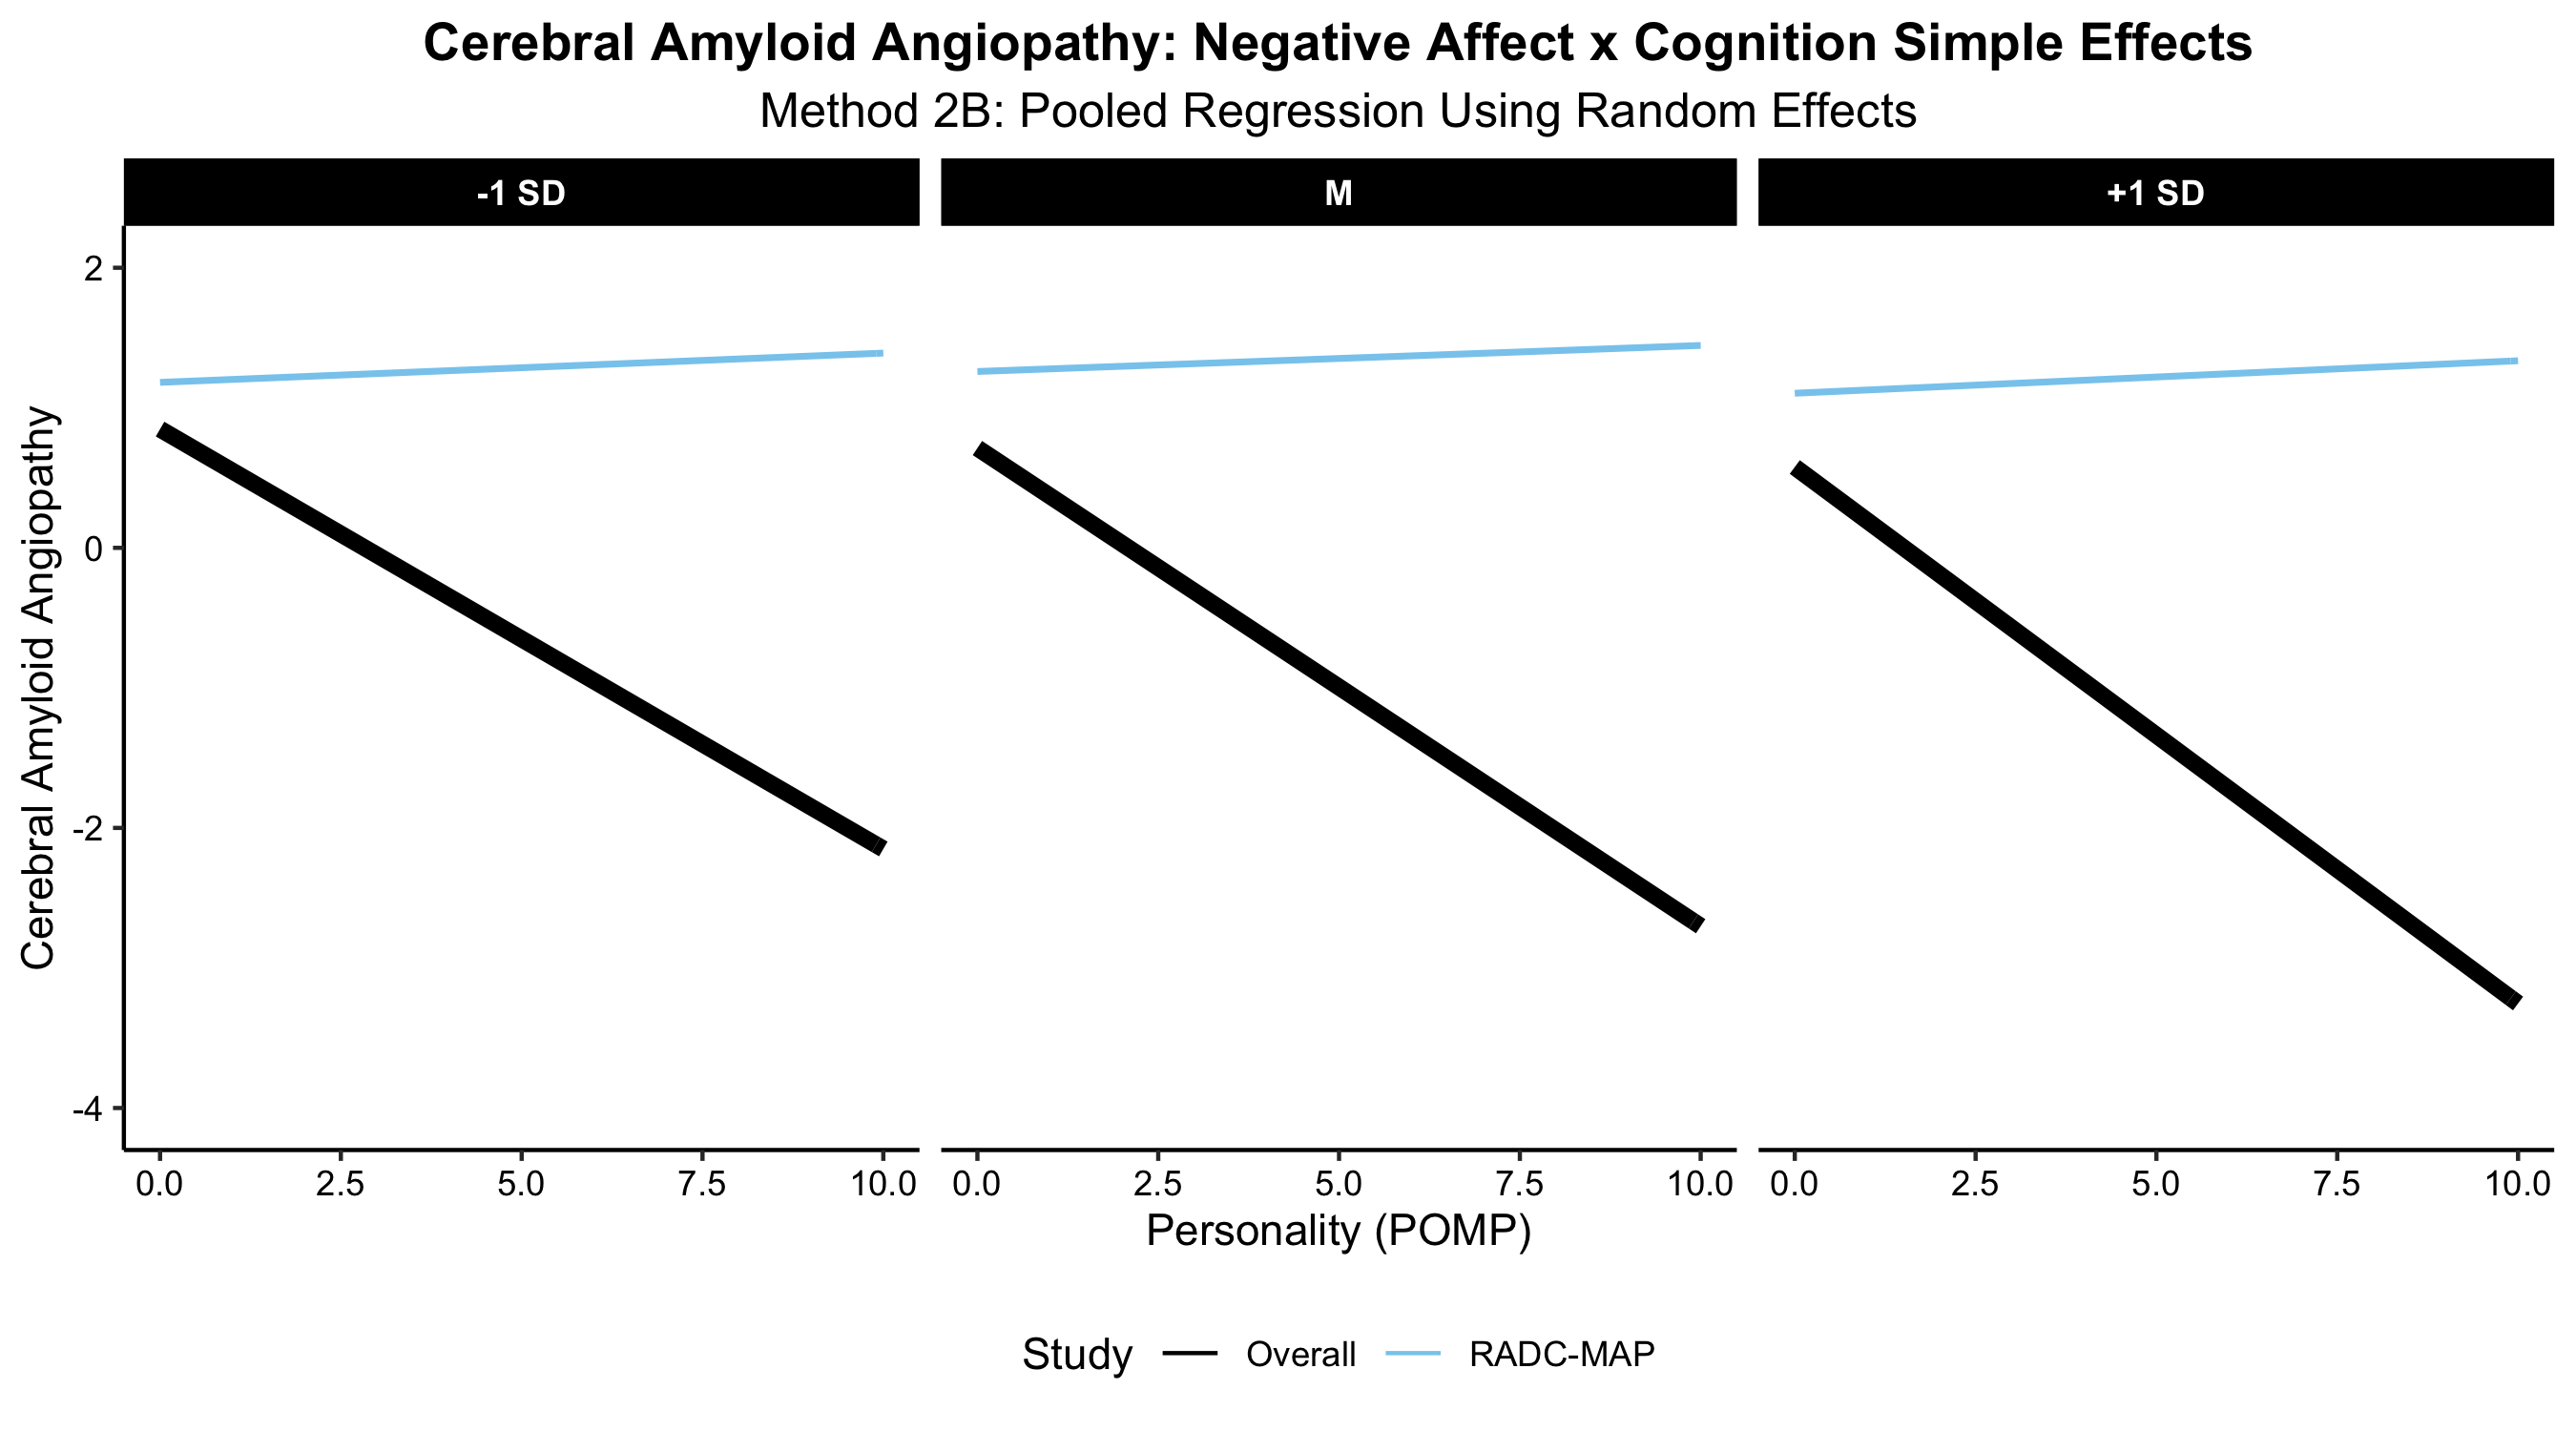 Cerebral Amyloid Angiopathy: Negative Affect x Cognition Simple Effects
Method 2B: Pooled Regression Using Random Effects
-1 SD
M
+1 SD
Cerebral Amyloid Angiopathy
2
0
-2
-4
0.0 2.5 5.0 7.5 10.0 0.0 2.5 5.0 7.5 10.0 0.0 2.5 5.0 7.5 10.0
Personality (POMP)
Study Overall RADC-MAP